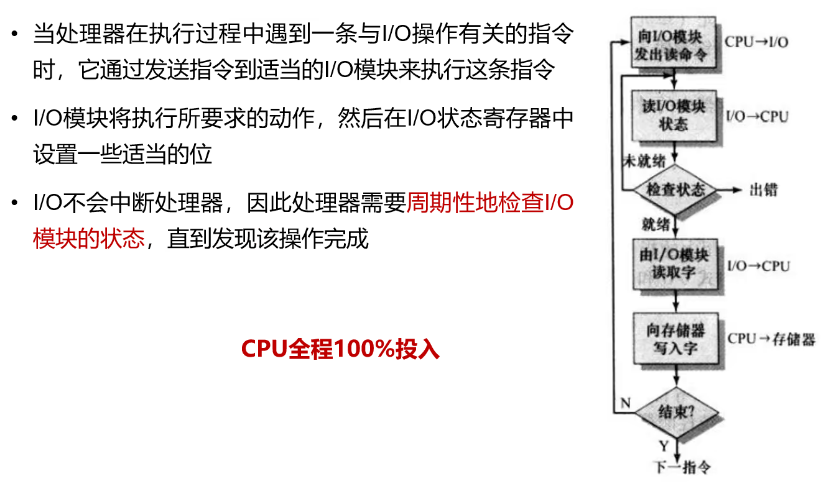 • 当处理器在执行过程中遇到一条与I/O操作有关的指令
时，它通过发送指令到适当的I/O模块来执行这条指令
• I/O模块将执行所要求的动作，然后在I/O状态寄存器中
设置一些适当的位
• I/O不会中断处理器，因此处理器需要周期性地检查I/O
模块的状态，直到发现该操作完成
CPU全程100%投入
向I/O模块
发出读命令
CPU→I/O
读I/O模块
状态
I/O→CPU
未就绪
检查状态
出错
就绪
由I/O模块
读取字
I/O→CPU
向存储器
写入字
CPU→存储器
结束?
N
Y
下一指令